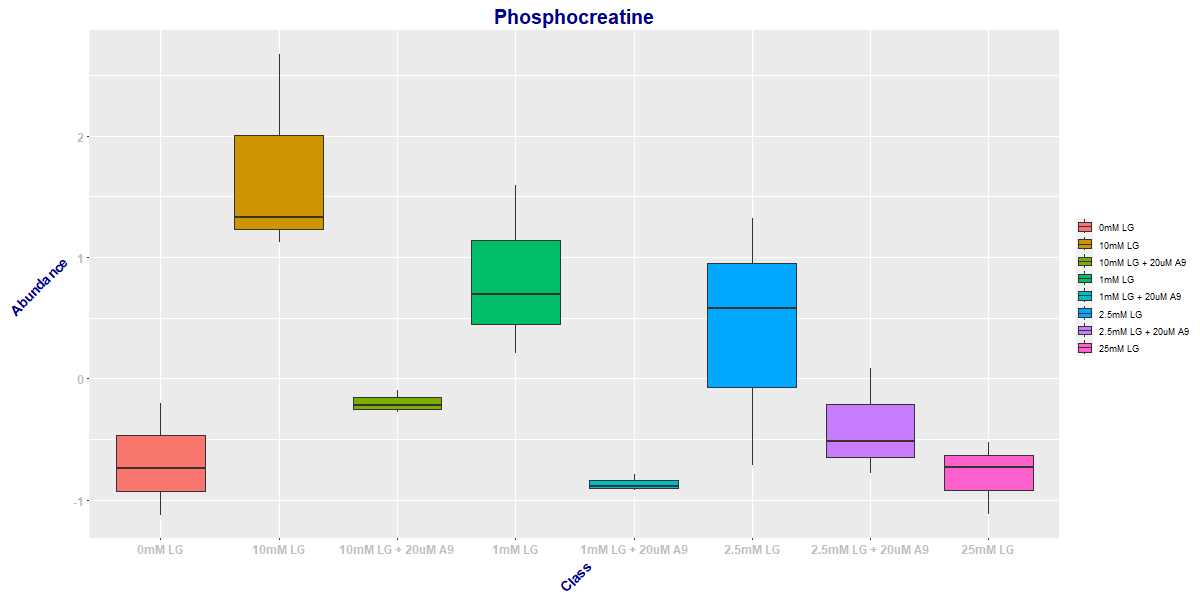 Phosphocreatine
Abundance
2
1
0
-1
0mM LG
10mM LG
10mM LG + 20uM A9
1mM LG
1mM LG + 20uM A9
2.5mM LG
2.5mM LG + 20uM A9
25mM LG
Class
0mM LG
10mM LG
10mM LG + 20uM A9
1mM LG
1mM LG + 20uM A9
2.5mM LG
2.5mM LG + 20uM A9
25mM LG